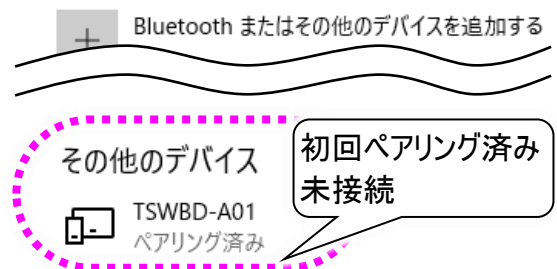 Bluetooth またはその他のデバイスを追加する
その他のデバイス
初回ペアリング済み
未接続
TSWBD-A01
ペアリング済み